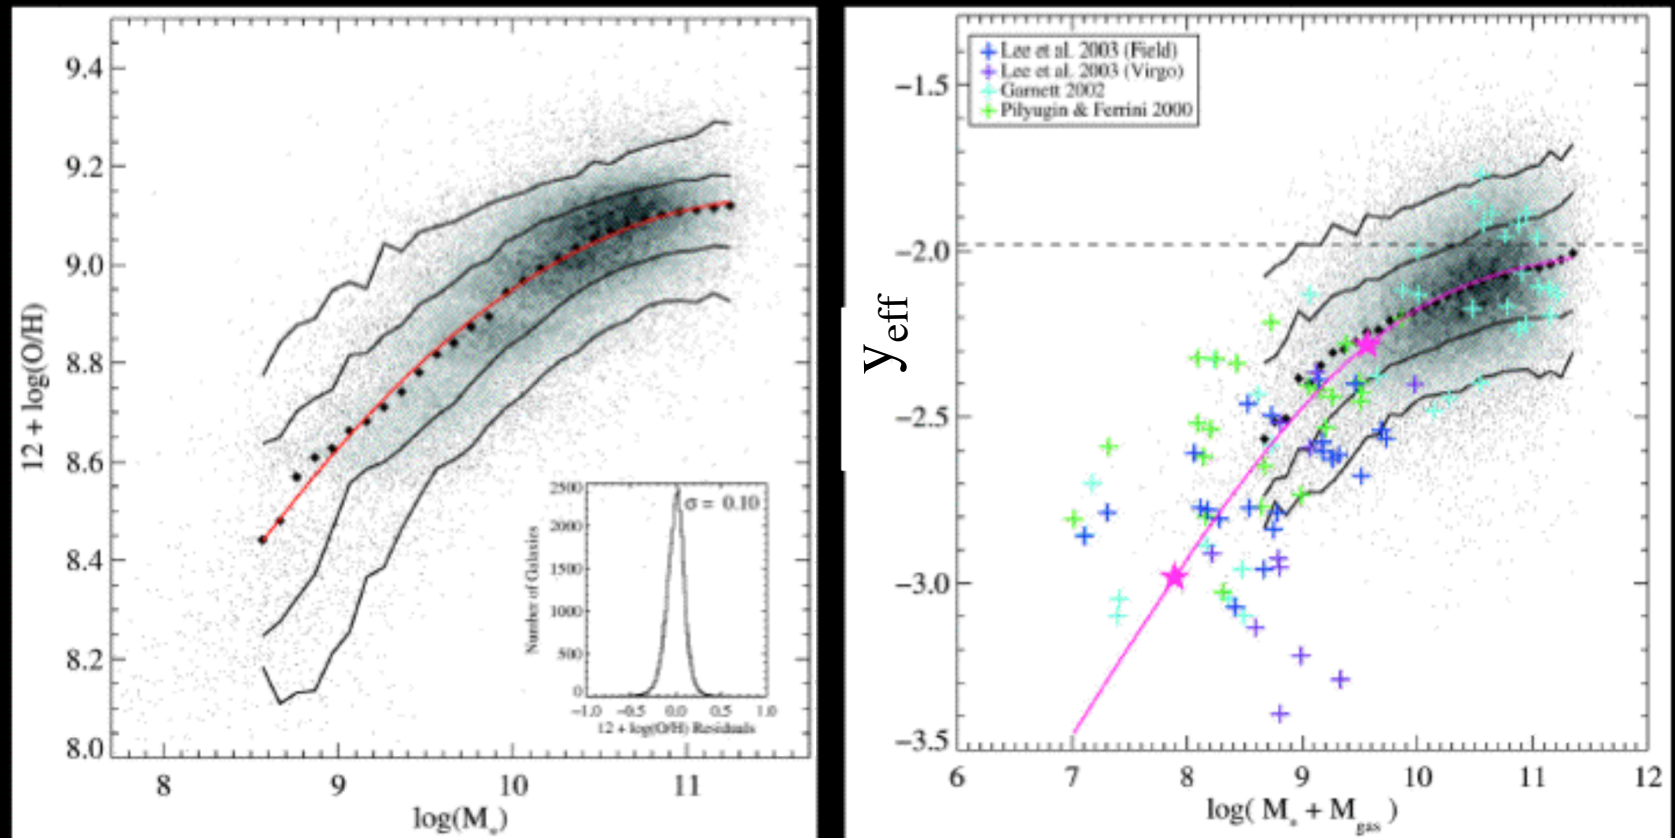 9.4
9.2
9.0
8.8
8.6
8.4
8.2
8.0
12 + log(O/H)
8
9
10
11
log(M*)
2500
2000
1500
1000
500
0
Number of Galaxies
σ = 0.10
−1.0 −0.5 0.0 0.5 1.0
12 + log(O/H) Residuals
Lee et al. 2003 (Field)
Lee et al. 2003 (Virgo)
Garnett 2002
Pilyugin & Ferrini 2000
−1.5
−2.0
−2.5
−3.0
−3.5
yeff
6
7
8
9
10
11
12
log( M* + Mgas )